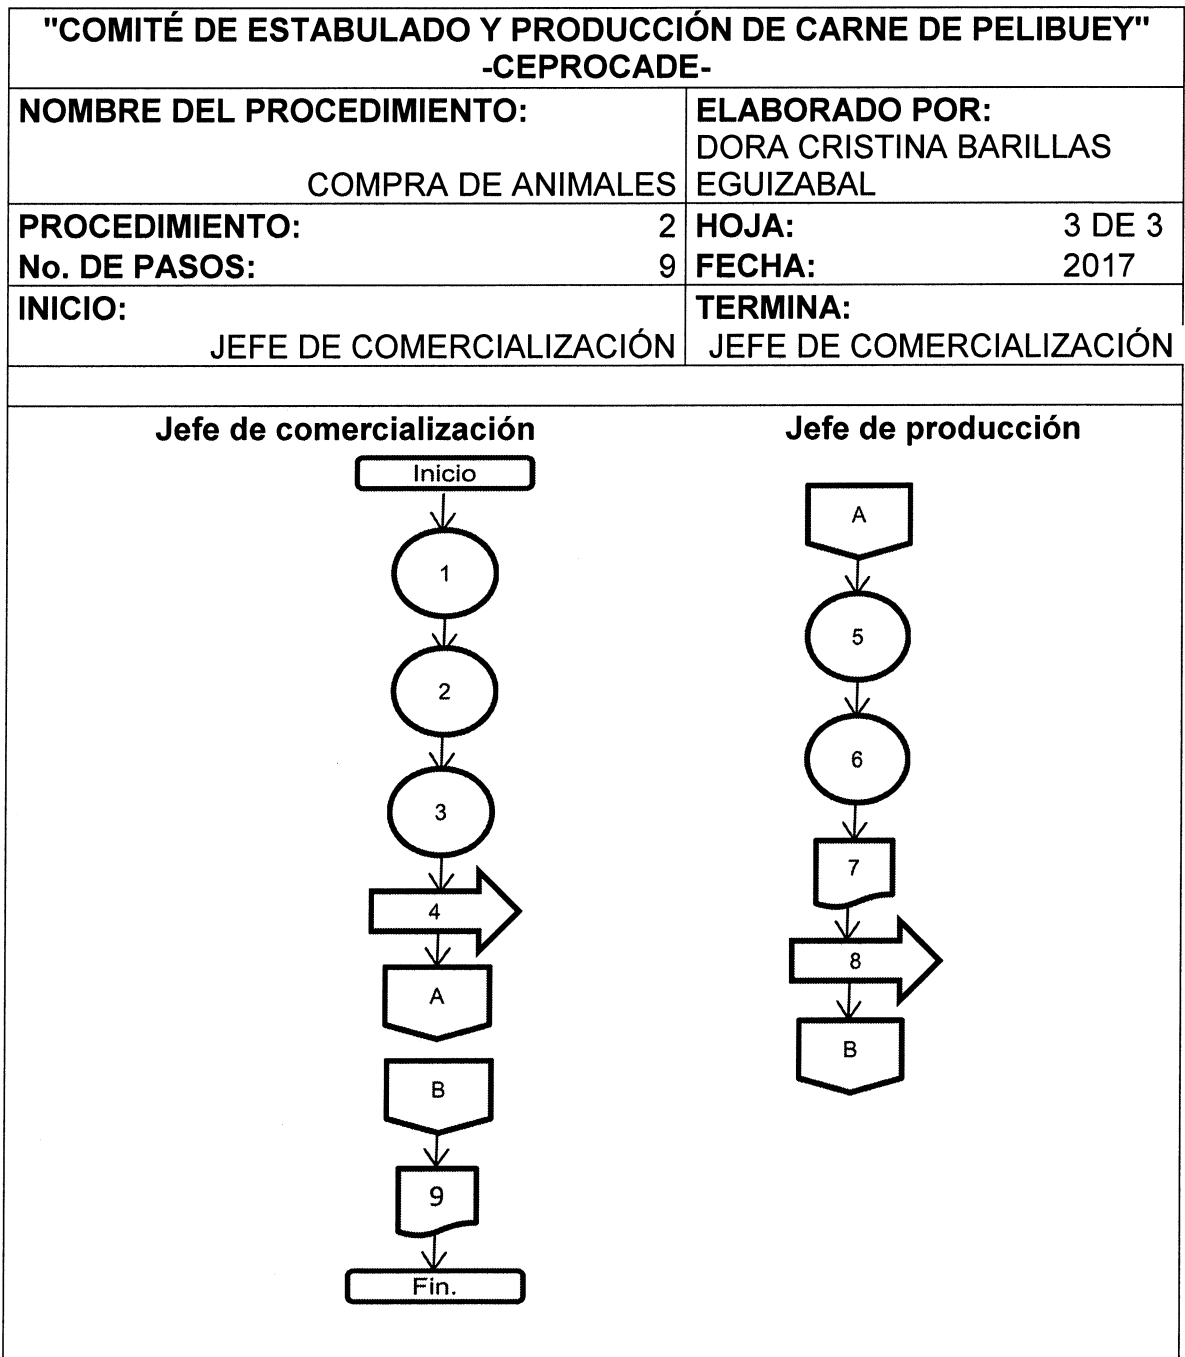 "COMITÉ DE ESTABULADO Y PRODUCCIÓN DE CARNE DE PELIBUEY"
-CEPROCADE-
NOMBRE DEL PROCEDIMIENTO:
COMPRA DE ANIMALES
ELABORADO POR:
DORA CRISTINA BARILLAS
EGUIZABAL
PROCEDIMIENTO: 2
No. DE PASOS: 9
HOJA: 3 DE 3
FECHA: 2017
INICIO:
JEFE DE COMERCIALIZACIÓN
TERMINA:
JEFE DE COMERCIALIZACIÓN
Jefe de comercialización
Inicio
1
2
3
4
A
B
9
Fin.
Jefe de producción
A
5
6
7
8
B